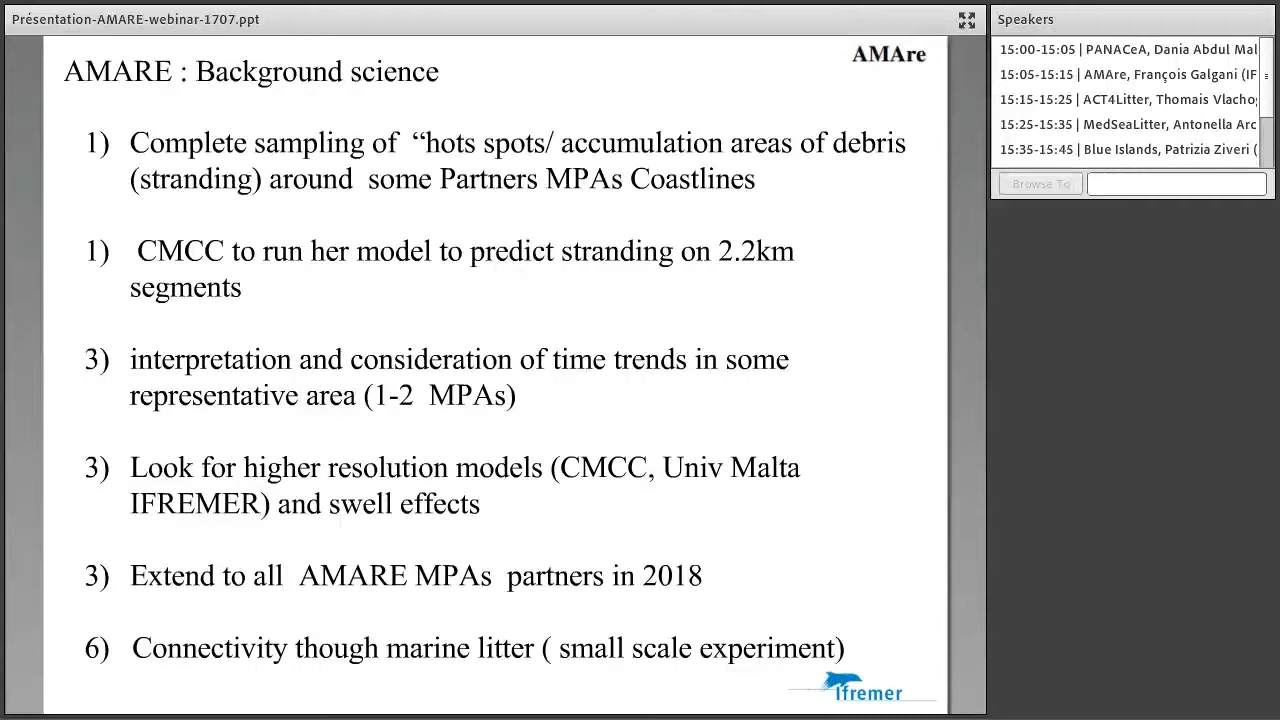 Présentation-AMARE-webinar-1707.ppt
AMAre
AMARE : Background science
1) Complete sampling of “hots spots/ accumulation areas of debris
(stranding) around some Partners MPAs Coastlines
1) CMCC to run her model to predict stranding on 2.2km
segments
3) interpretation and consideration of time trends in some
representative area (1-2 MPAs)
3) Look for higher resolution models (CMCC, Univ Malta
IFREMER) and swell effects
3) Extend to all AMARE MPAs partners in 2018
6) Connectivity though marine litter ( small scale experiment)
Ifremer
Speakers
15:00-15:05 | PANACeA, Dania Abdul Mal
15:05-15:15 | AMAre, François Galgani (IF
15:15-15:25 | ACT4Litter, Thomais Vlacho
15:25-15:35 | MedSeaLitter, Antonella Arc
15:35-15:45 | Blue Islands, Patrizia Ziveri (
Browse To